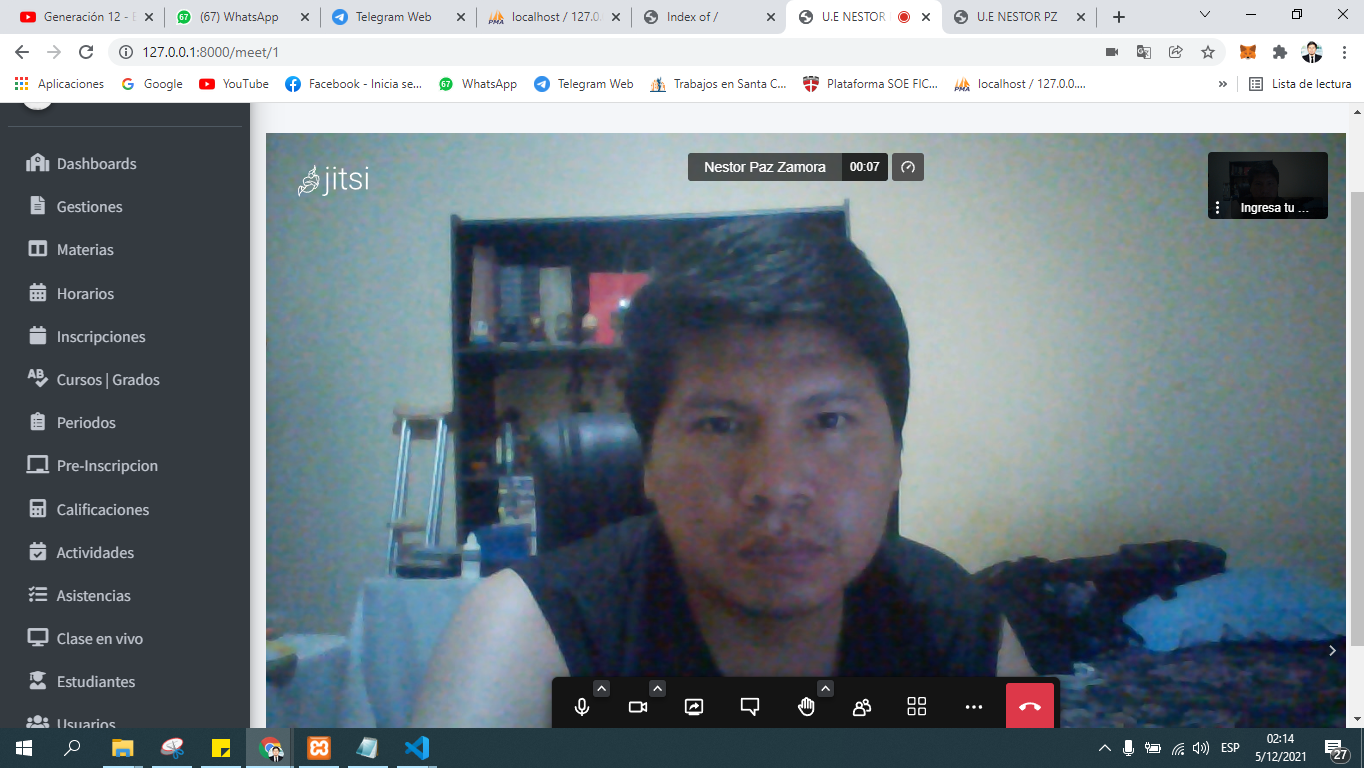 Generación 12 - E
(67) WhatsApp
Telegram Web
localhost / 127.0.
Index of /
U.E NESTOR
U.E NESTOR PZ
127.0.0.1:8000/meet/1
Aplicaciones
Google
YouTube
Facebook - Inicia se...
WhatsApp
Telegram Web
Trabajos en Santa C...
Plataforma SOE FIC...
localhost / 127.0.0....
»
Lista de lectura
jitsi
Nestor Paz Zamora
00:07
Ingresa tu ...
Dashboards
Gestiones
Materias
Horarios
Inscripciones
Cursos | Grados
Periodos
Pre-Inscripcion
Calificaciones
Actividades
Asistencias
Clase en vivo
Estudiantes
Usuarios
ESP
02:14
5/12/2021
27